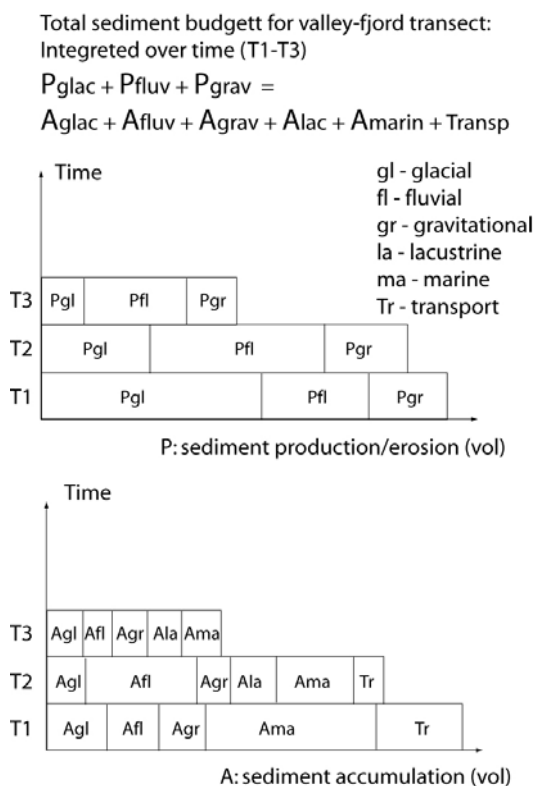 Total sediment budgett for valley-fjord transect:
Integreted over time (T1-T3)
Pglac + Pfluv + Pgrav =
Aglac + Afluv + Agrav + Alac + Amarin + Transp
Time
gl - glacial
fl - fluvial
gr - gravitational
la - lacustrine
ma - marine
Tr - transport
T3 Pgl Pfl Pgr
T2 Pgl Pfl Pgr
T1 Pgl Pfl Pgr
P: sediment production/erosion (vol)
Time
T3 Agl Afl Agr Ala Ama
T2 Agl Afl Agr Ala Ama Tr
T1 Agl Afl Agr Ama Tr
A: sediment accumulation (vol)